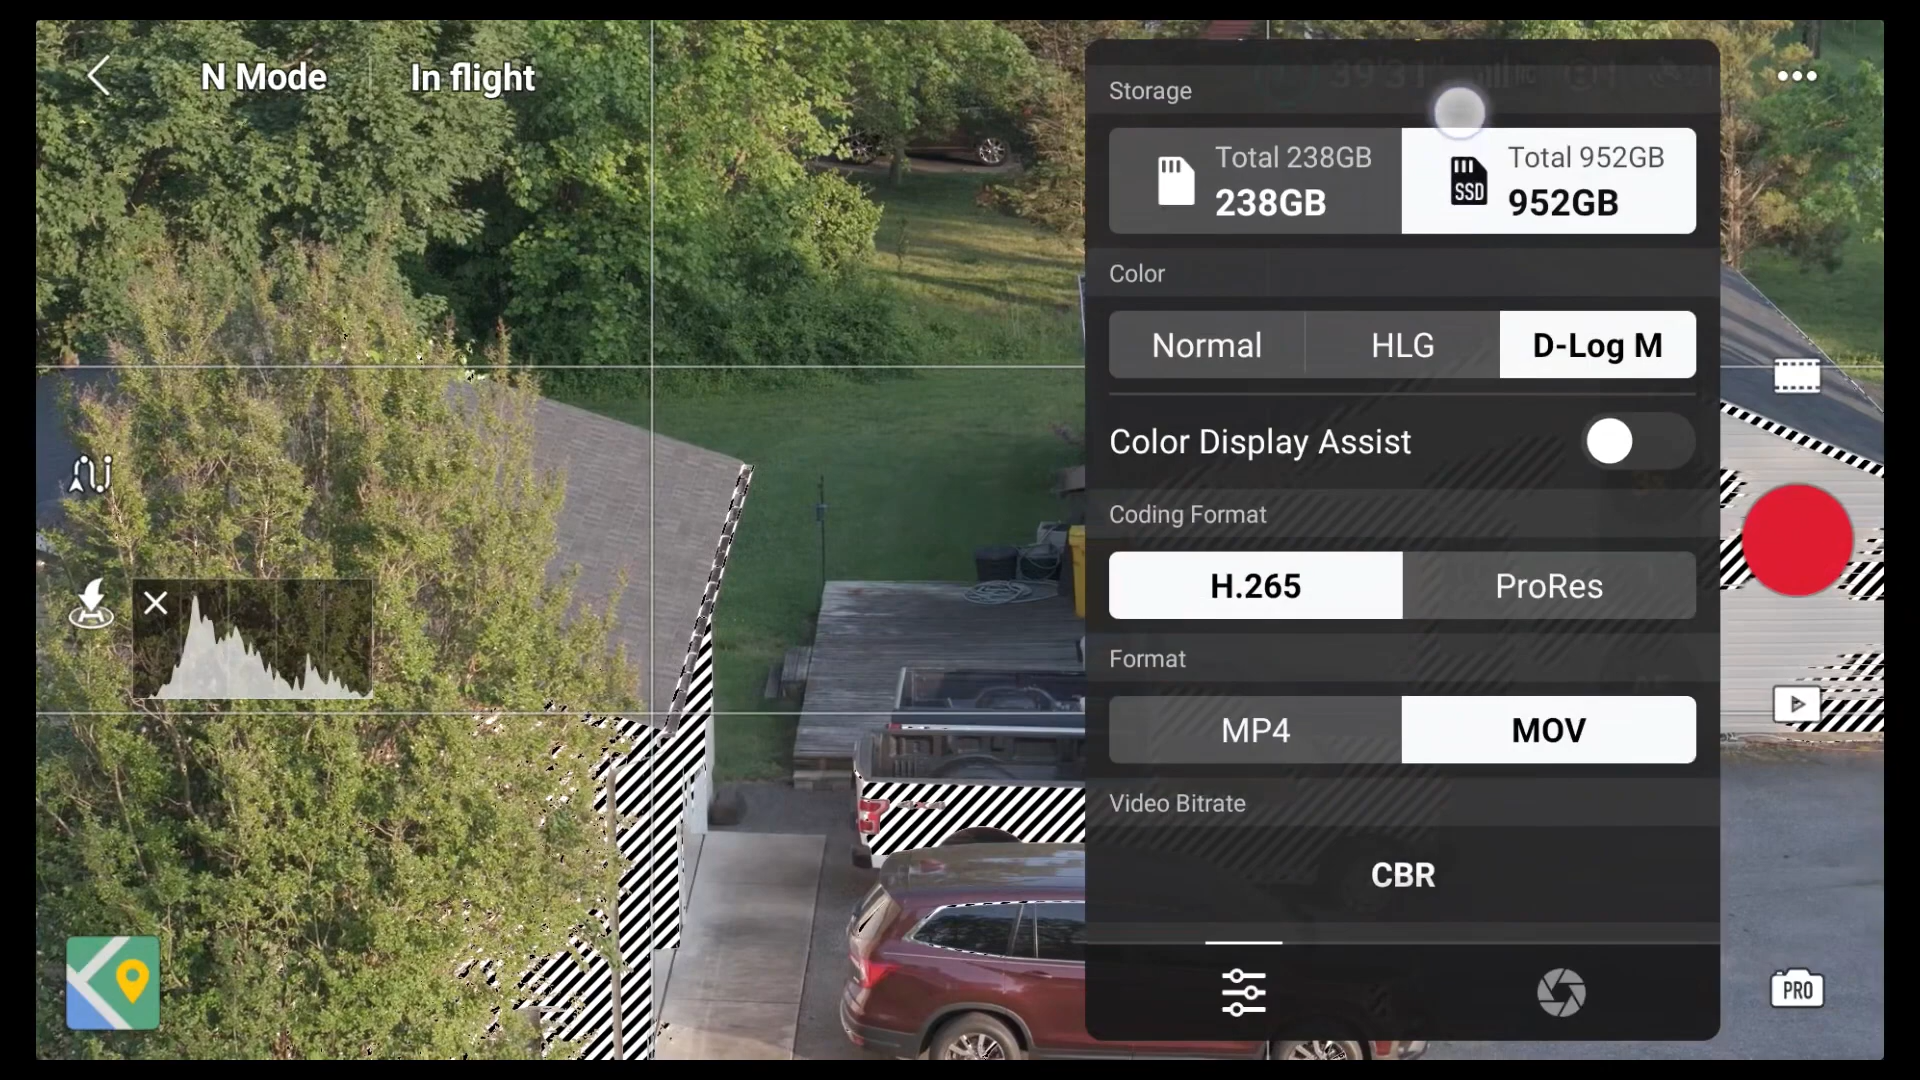 N Mode
In flight
Storage
Total 238GB
238GB
SSD
Total 952GB
952GB
Color
Normal
HLG
D-Log M
Color Display Assist
Coding Format
H.265
ProRes
Format
MP4
MOV
Video Bitrate
CBR
PRO